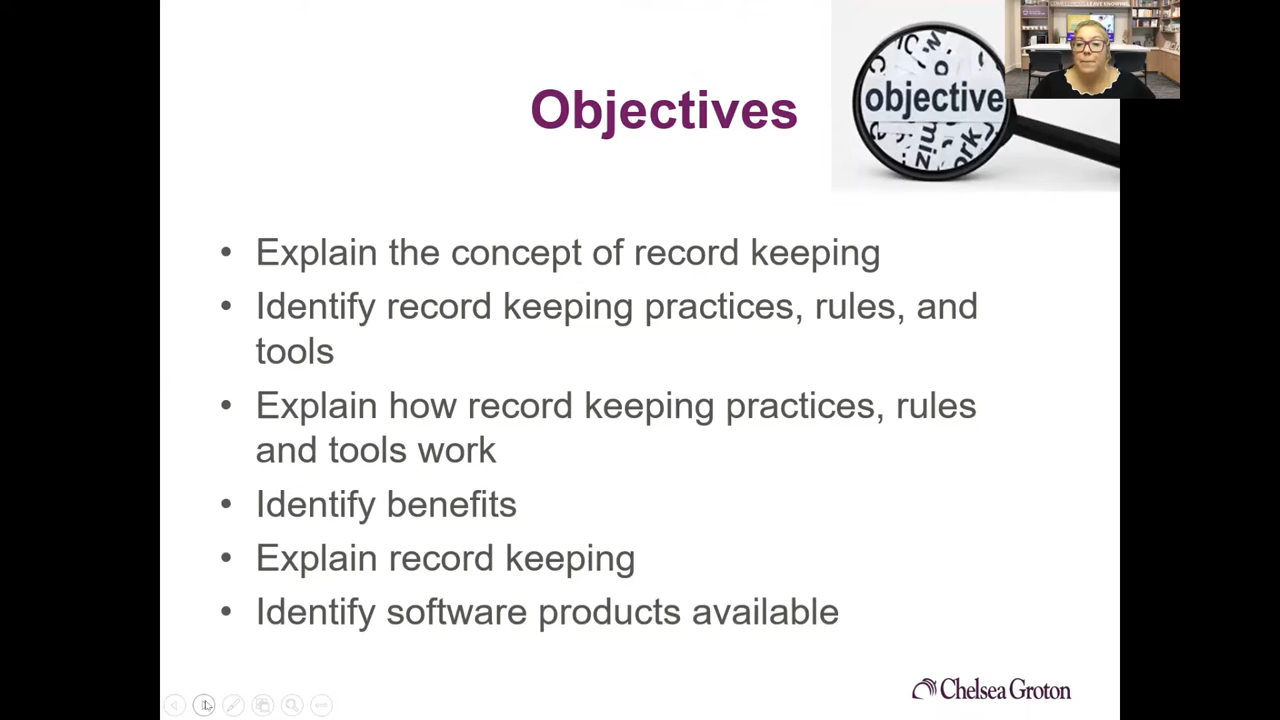 Objectives
objective
• Explain the concept of record keeping
• Identify record keeping practices, rules, and
tools
• Explain how record keeping practices, rules
and tools work
• Identify benefits
• Explain record keeping
• Identify software products available
Chelsea Groton